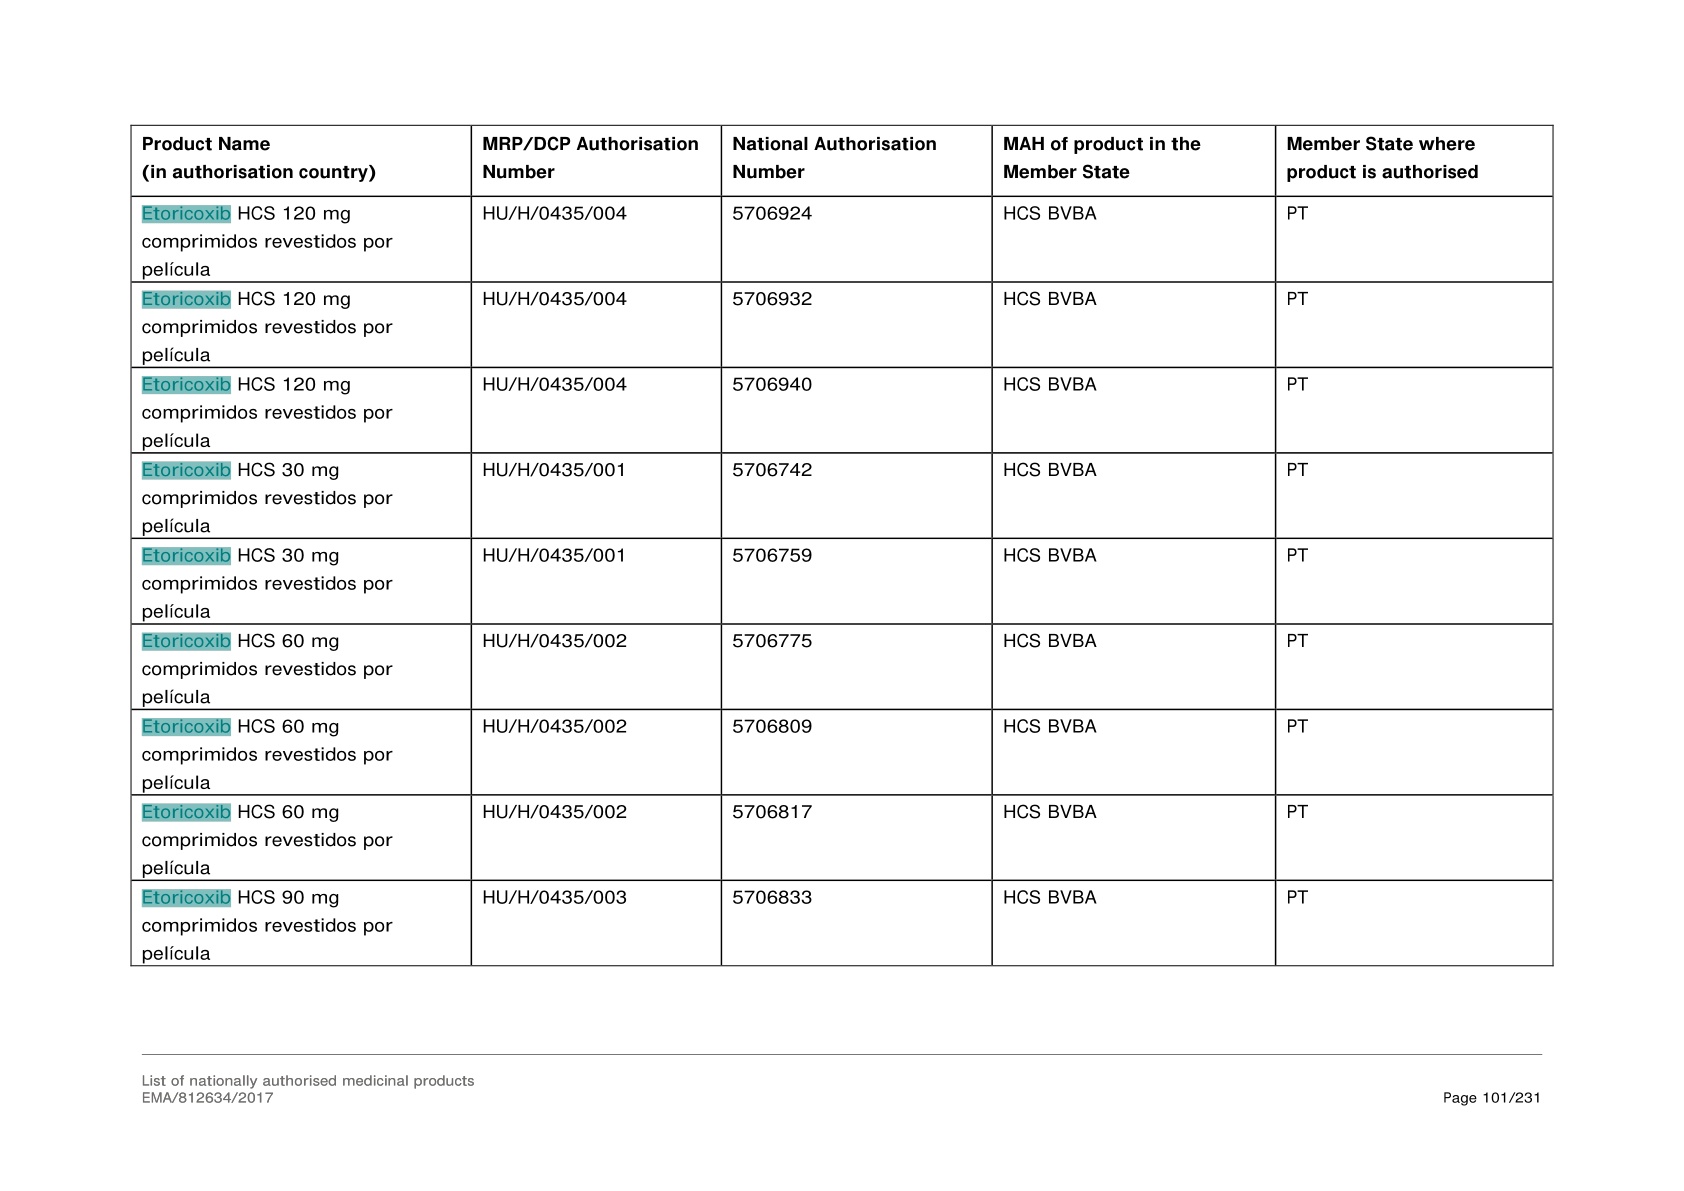 Product Name
(in authorisation country)
MRP/DCP Authorisation
Number
National Authorisation
Number
MAH of product in the
Member State
Member State where
product is authorised
Etoricoxib HCS 120 mg
comprimidos revestidos por
película
HU/H/0435/004
5706924
HCS BVBA
PT
Etoricoxib HCS 120 mg
comprimidos revestidos por
película
HU/H/0435/004
5706932
HCS BVBA
PT
Etoricoxib HCS 120 mg
comprimidos revestidos por
película
HU/H/0435/004
5706940
HCS BVBA
PT
Etoricoxib HCS 30 mg
comprimidos revestidos por
película
HU/H/0435/001
5706742
HCS BVBA
PT
Etoricoxib HCS 30 mg
comprimidos revestidos por
película
HU/H/0435/001
5706759
HCS BVBA
PT
Etoricoxib HCS 60 mg
comprimidos revestidos por
película
HU/H/0435/002
5706775
HCS BVBA
PT
Etoricoxib HCS 60 mg
comprimidos revestidos por
película
HU/H/0435/002
5706809
HCS BVBA
PT
Etoricoxib HCS 60 mg
comprimidos revestidos por
película
HU/H/0435/002
5706817
HCS BVBA
PT
Etoricoxib HCS 90 mg
comprimidos revestidos por
película
HU/H/0435/003
5706833
HCS BVBA
PT
List of nationally authorised medicinal products
EMA/812634/2017
Page 101/231